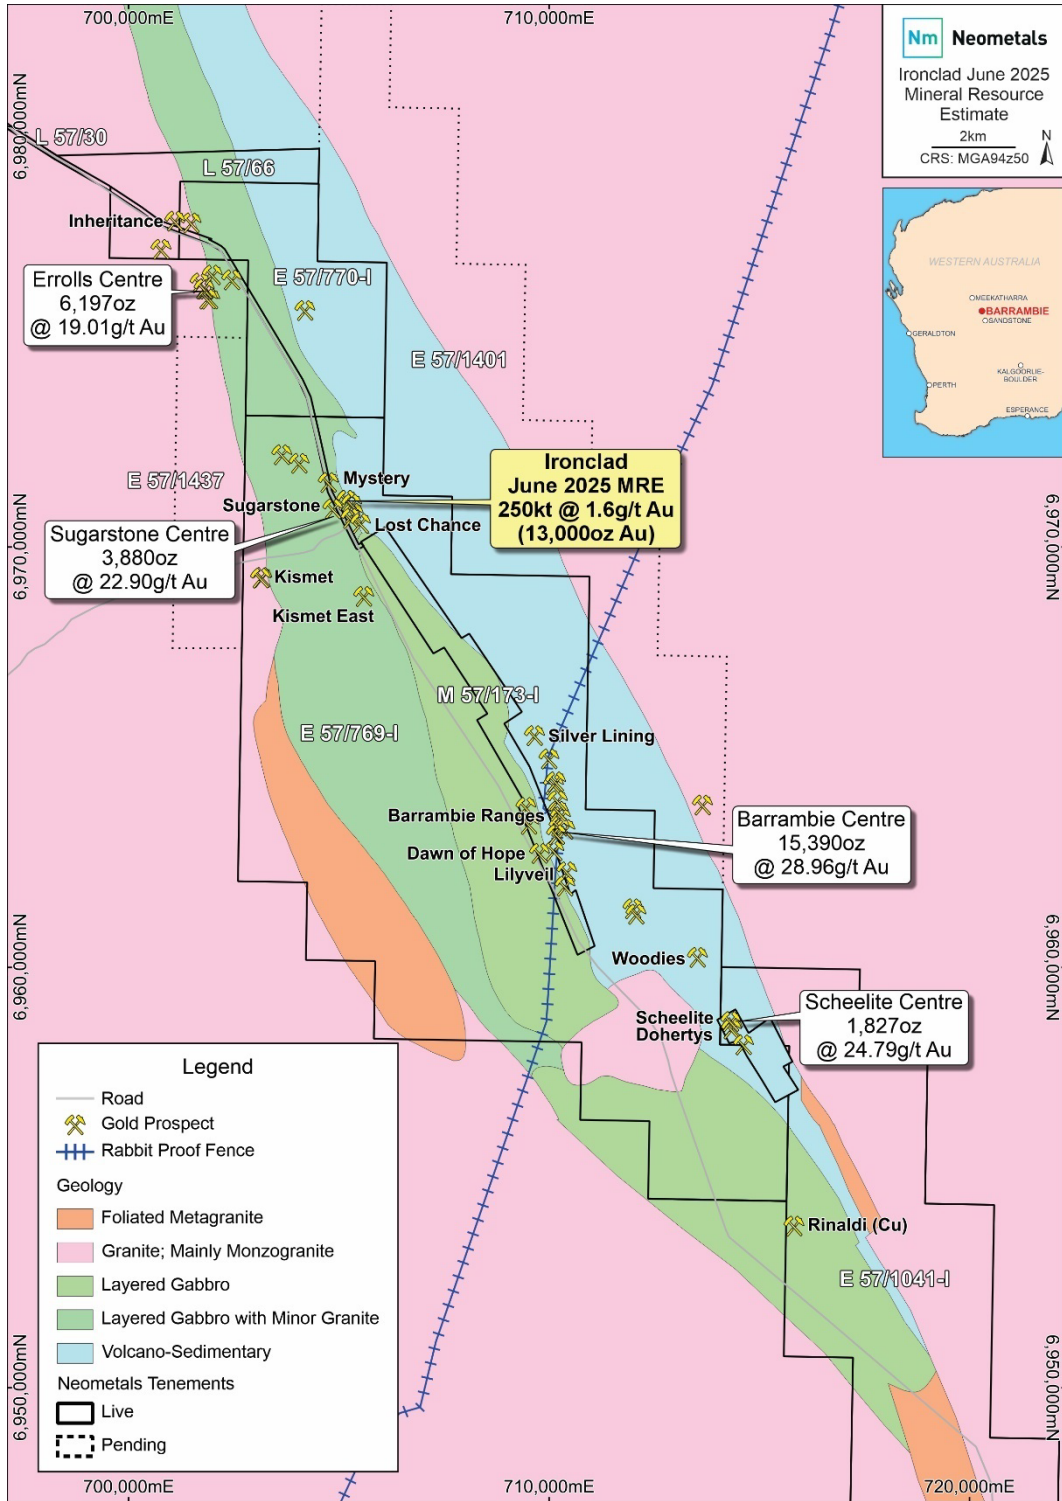 700,000mE
710,000mE
Nm Neometals
Ironclad June 2025
Mineral Resource
Estimate
2km
N
CRS: MGA94z50
6,980,000mN
L 57/30
L 57/66
Inheritance
E 57/770-I
Errolls Centre
6,197oz
@ 19.01g/t Au
E 57/1401
WESTERN AUSTRALIA
MEEKATHARRA
BARRAMBIE
SANDSTONE
GERALDTON
KALGOORLIE-
BOULDER
PERTH
ESPERANCE
E 57/1437
Mystery
Sugarstone
Lost Chance
Ironclad
June 2025 MRE
250kt @ 1.6g/t Au
(13,000oz Au)
Sugarstone Centre
3,880oz
@ 22.90g/t Au
6,970,000mN
6,970,000mN
Kismet
Kismet East
M 57/173-I
E 57/769-I
Silver Lining
Barrambie Ranges
Dawn of Hope
Lilyveil
Barrambie Centre
15,390oz
@ 28.96g/t Au
6,960,000mN
6,960,000mN
Woodies
Scheelite
Dohertys
Scheelite Centre
1,827oz
@ 24.79g/t Au
Rinaldi (Cu)
E 57/1041-I
Legend
Road
Gold Prospect
Rabbit Proof Fence
Geology
Foliated Metagranite
Granite; Mainly Monzogranite
Layered Gabbro
Layered Gabbro with Minor Granite
Volcano-Sedimentary
Neometals Tenements
Live
Pending
6,950,000mN
6,950,000mN
700,000mE
710,000mE
720,000mE